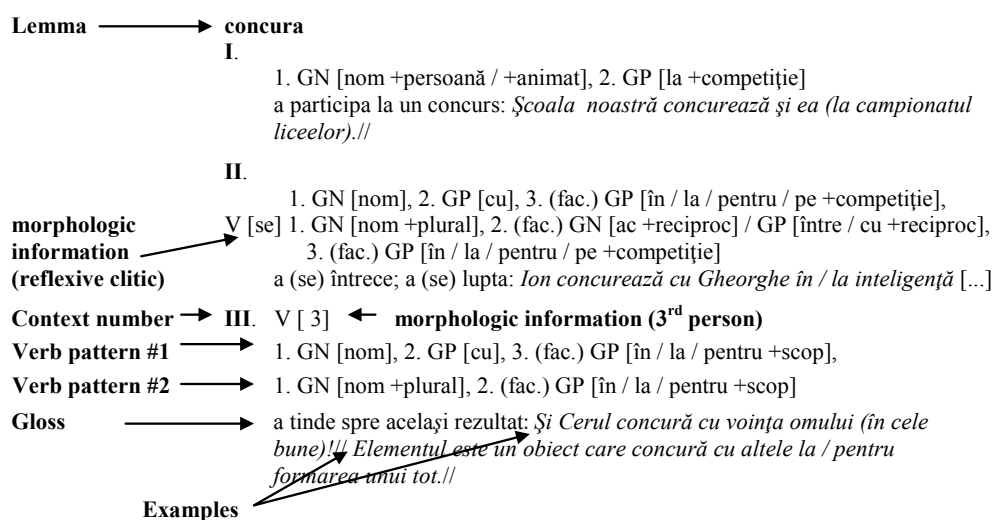 Lemma concura
I.
1. GN [nom +persoană / +animat], 2. GP [la +competiţie]
a participa la un concurs: Şcoala noastră concurează şi ea (la campionatul
liceelor).//
II.
1. GN [nom], 2. GP [cu], 3. (fac.) GP [în / la / pentru / pe +competiţie],
morphologic V [se] 1. GN [nom +plural], 2. (fac.) GN [ac +reciproc] / GP [între / cu +reciproc],
information 3. (fac.) GP [în / la / pentru / pe +competiţie]
(reflexive clitic) a (se) întrece; a (se) lupta: Ion concurează cu Gheorghe în / la inteligenţă [...]
Context number III. V [ 3] morphologic information (3rd person)
Verb pattern #1 1. GN [nom], 2. GP [cu], 3. (fac.) GP [în / la / pentru +scop],
Verb pattern #2 1. GN [nom +plural], 2. (fac.) GP [în / la / pentru +scop]
Gloss a tinde spre acelaşi rezultat: Şi Cerul concură cu voinţa omului (în cele
bune)!// Elementul este un obiect care concură cu altele la / pentru
formarea unui tot.//
Examples